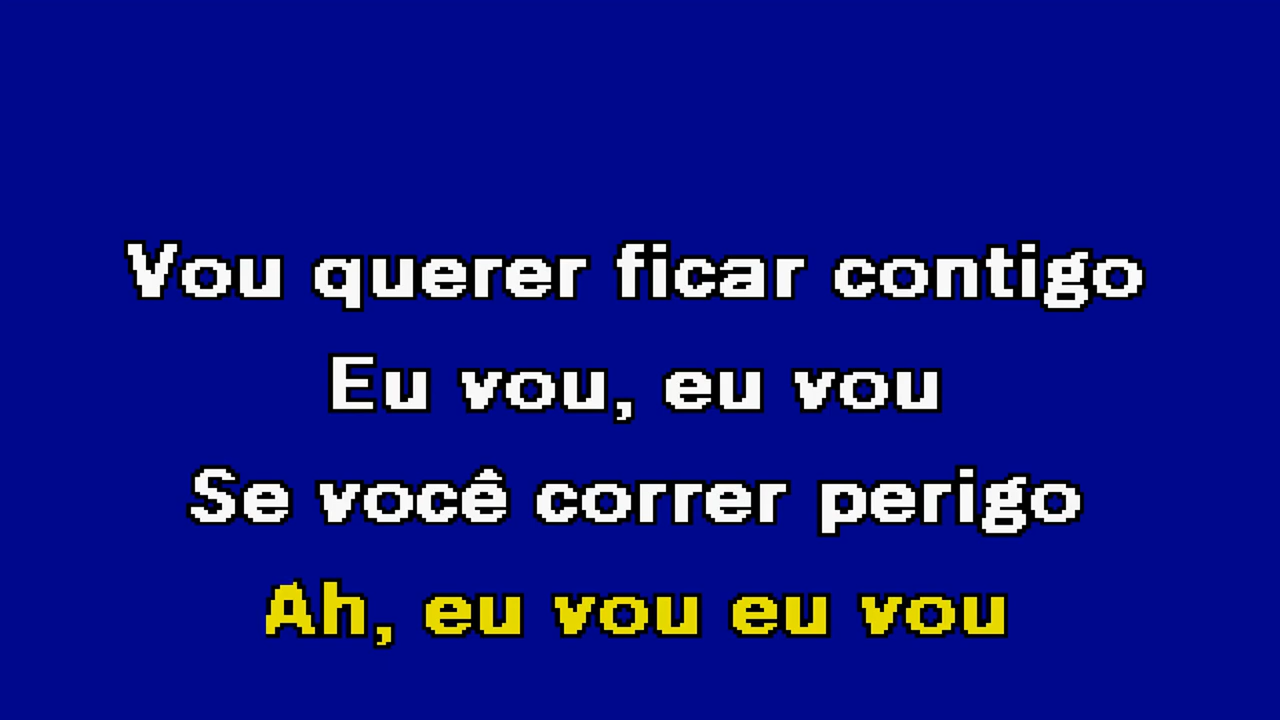 Vou querer ficar contigo
Eu vou, eu vou
Se você correr perigo
Ah, eu vou eu vou